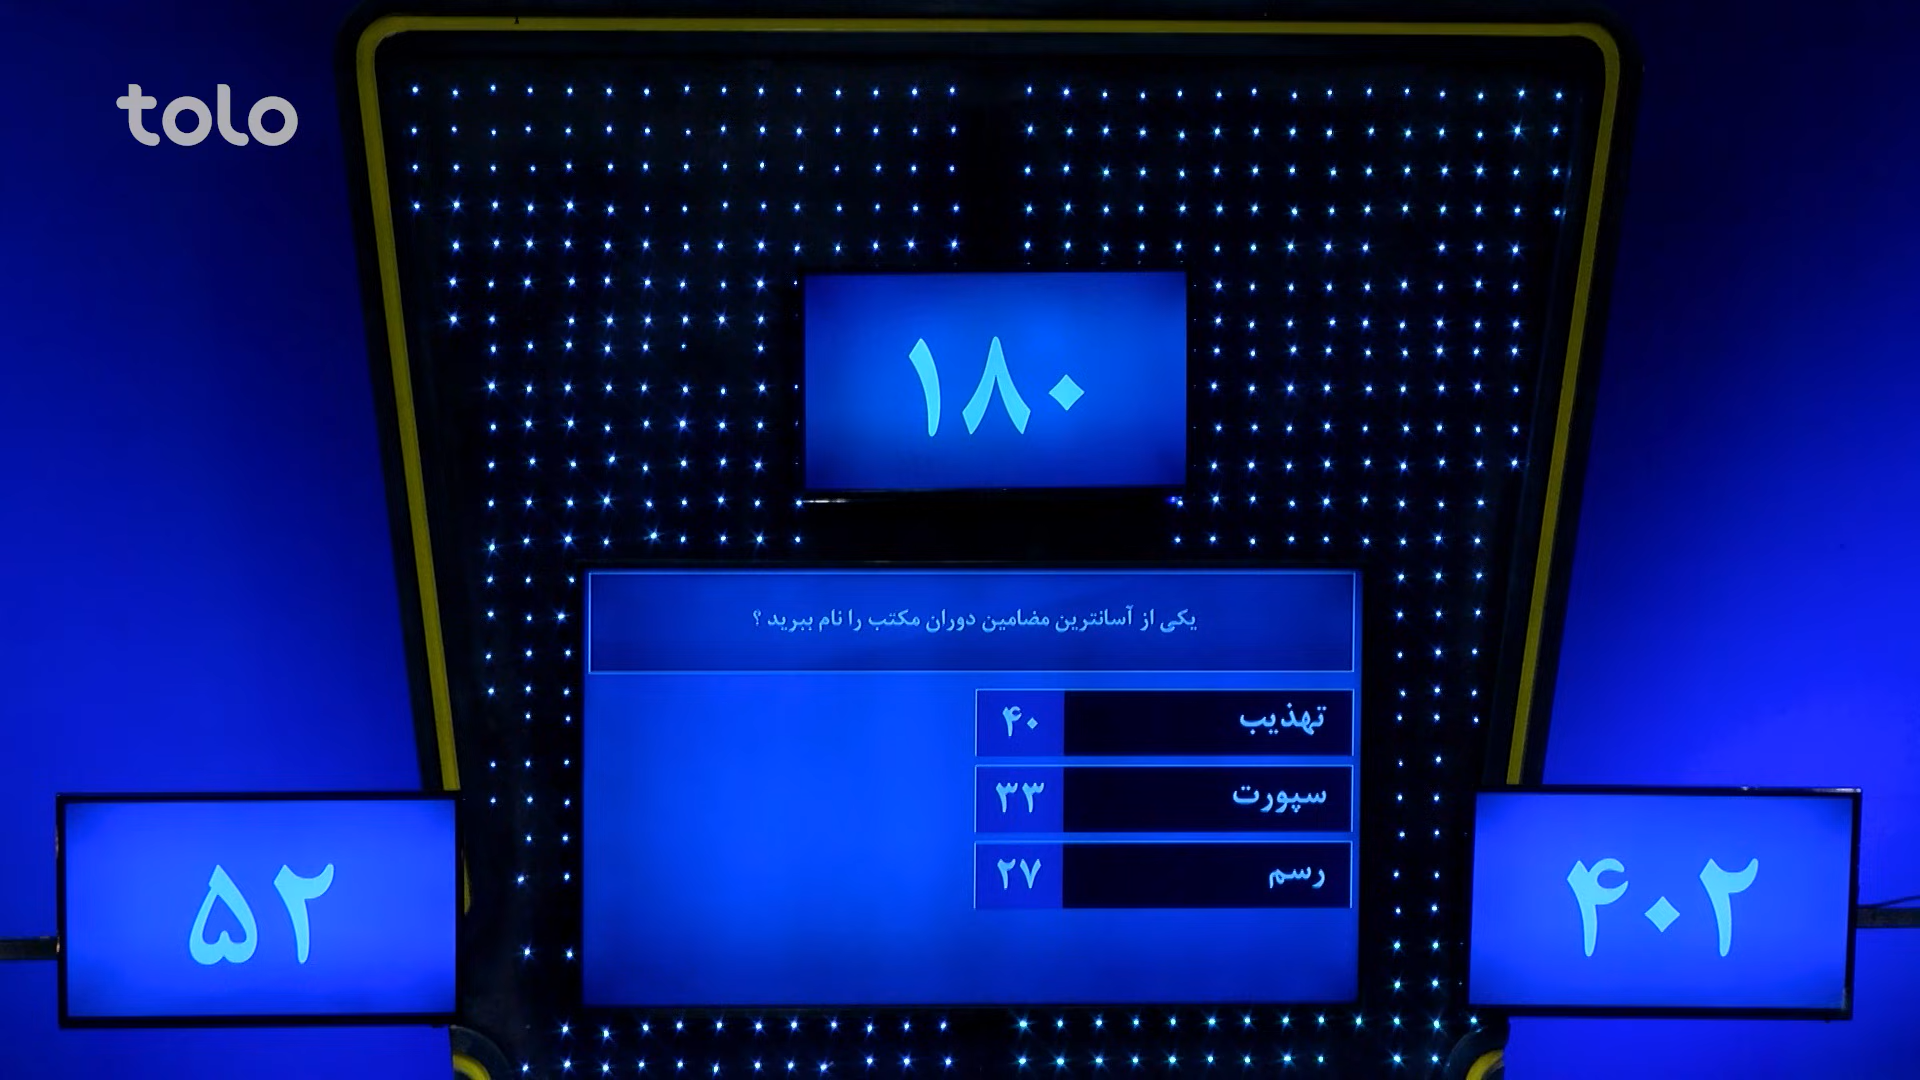 tolo
۱۸۰
یکی از آسانترین مضامین دوران مکتب را نام ببرید ؟
تهذیب ۴۰
سپورت ۳۳
رسم ۲۷
۵۲
۴۰۲